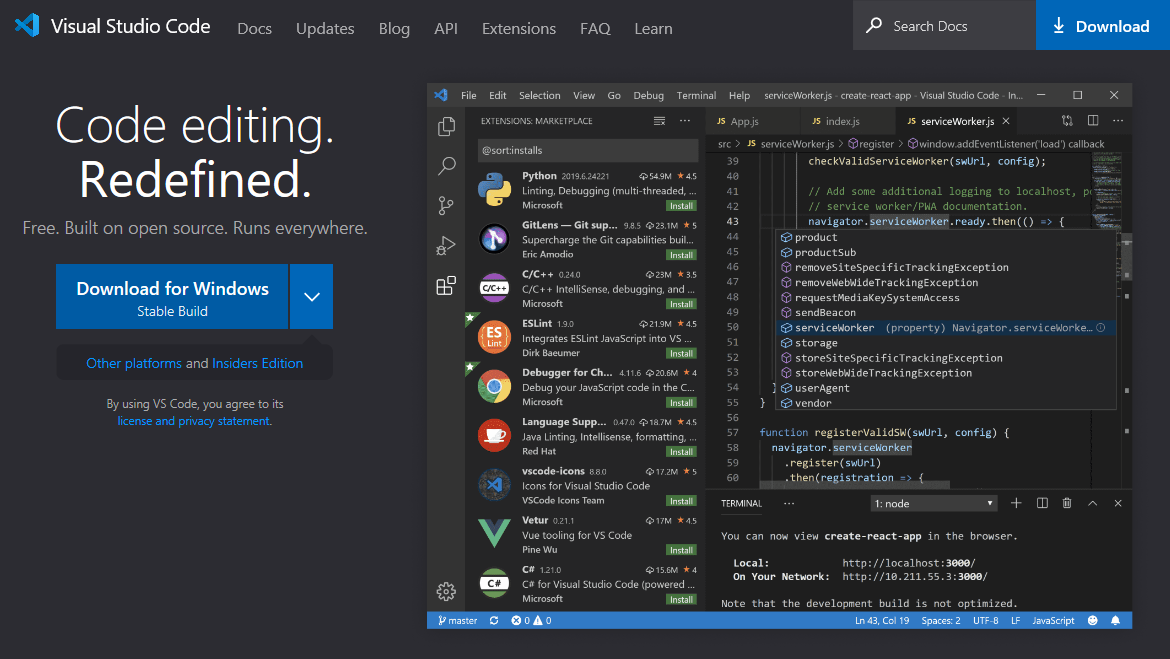 Visual Studio Code
Docs
Updates
Blog
API
Extensions
FAQ
Learn
Search Docs
Download
Code editing.
Redefined.
Free. Built on open source. Runs everywhere.
Download for Windows
Stable Build
Other platforms and Insiders Edition
By using VS Code, you agree to its
license and privacy statement.
File Edit Selection View Go Debug Terminal Help serviceWorker.js - create-react-app - Visual Studio Code - In...
EXTENSIONS: MARKETPLACE
@sort:installs
Python 2019.6.24221 54.9M ★ 4.5
Linting, Debugging (multi-threaded, ...
Microsoft Install
GitLens — Git sup... 9.8.5 23.1M ★ 5
Supercharge the Git capabilities buil...
Eric Amodio Install
C/C++
C/C++ 0.24.0 23M ★ 3.5
C/C++ IntelliSense, debugging, and ...
Microsoft Install
ES
Lint
ESLint 1.9.0 21.9M ★ 4.5
Integrates ESLint JavaScript into VS ...
Dirk Baeumer Install
Debugger for Ch... 4.11.6 20.6M ★ 4
Debug your JavaScript code in the C...
Microsoft Install
Language Supp... 0.47.0 18.7M ★ 4.5
Java Linting, Intellisense, formatting, ...
Red Hat Install
vscode-icons 8.8.0 17.2M ★ 5
Icons for Visual Studio Code
VSCode Icons Team Install
Vetur 0.21.1 17M ★ 4.5
Vue tooling for VS Code
Pine Wu Install
C#
C# 1.21.0 15.6M ★ 4
C# for Visual Studio Code (powered ...
Microsoft Install
JS App.js JS index.js JS serviceWorker.js
src > JS serviceWorker.js > register > window.addEventListener('load') callback
39 checkValidServiceWorker(swUrl, config);
40
41 // Add some additional logging to localhost, po
42 // service worker/PWA documentation.
43 navigator.serviceWorker.ready.then(() => {
44 product
45 productSub
46 removeSiteSpecificTrackingException
47 removeWebWideTrackingException
48 requestMediaKeySystemAccess
49 sendBeacon
50 serviceWorker (property) Navigator.serviceWorke...
51 storage
52 storeSiteSpecificTrackingException
53 storeWebWideTrackingException
54 } userAgent
55 } vendor
56
57 function registerValidSW(swUrl, config) {
58 navigator.serviceWorker
59 .register(swUrl)
60 .then(registration => {
TERMINAL ... 1: node
You can now view create-react-app in the browser.
Local: http://localhost:3000/
On Your Network: http://10.211.55.3:3000/
Note that the development build is not optimized.
master 0 0 Ln 43, Col 19 Spaces: 2 UTF-8 LF JavaScript